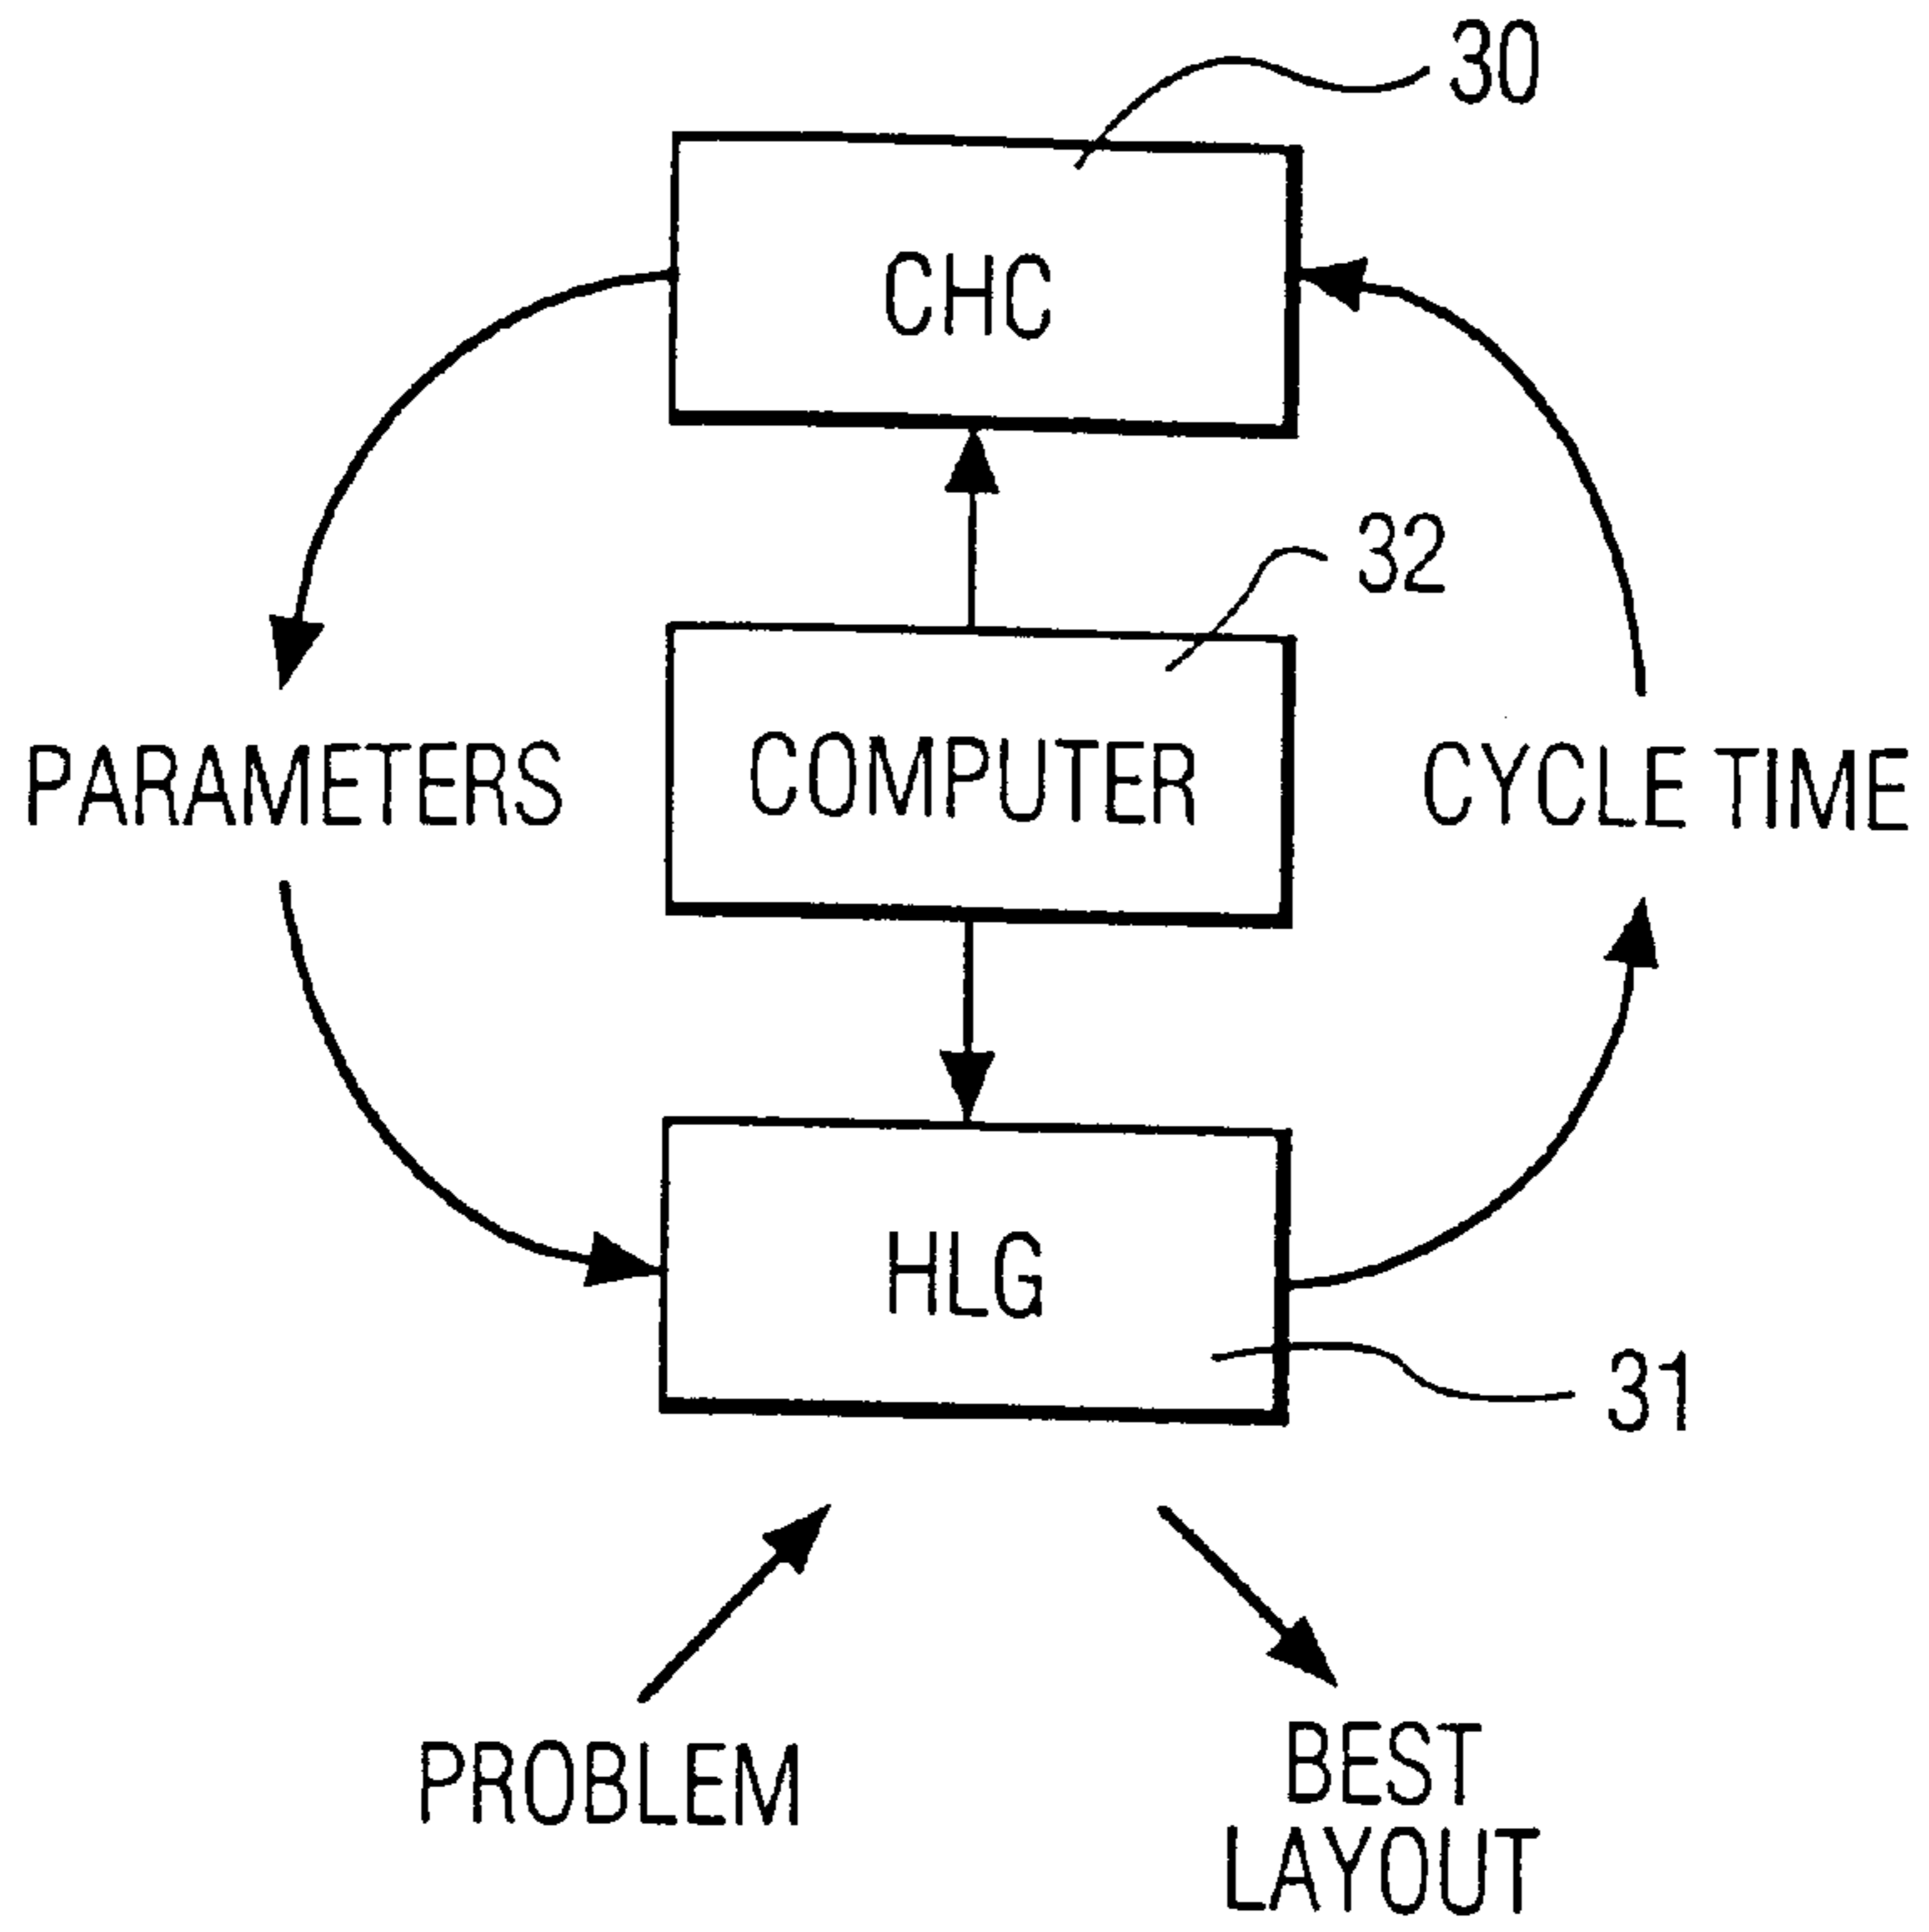 30
CHC
32
PARAMETERS
COMPUTER
CYCLE TIME
HLG
31
PROBLEM
BEST
LAYOUT